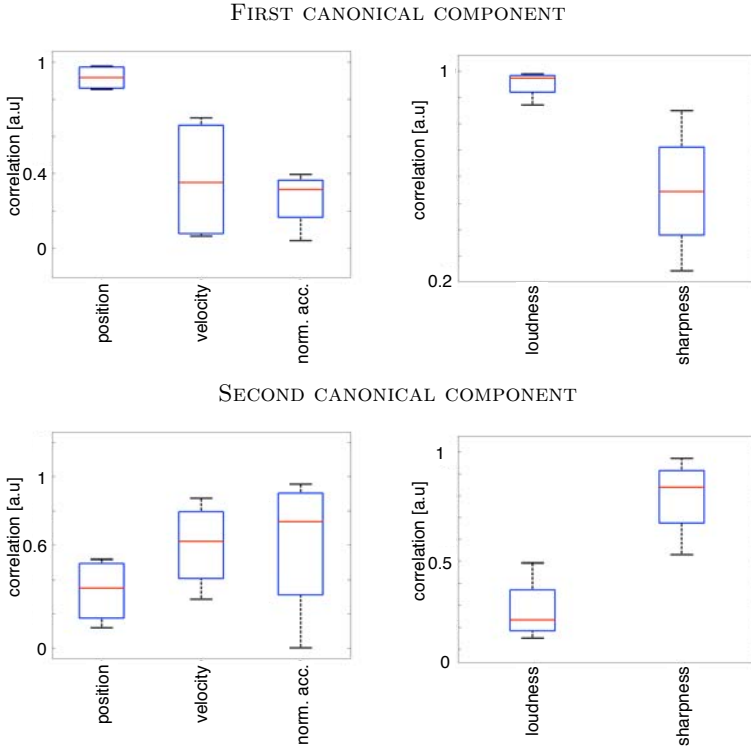 FIRST CANONICAL COMPONENT
correlation [a.u]
1
0.4
0
position
velocity
norm. acc.
correlation [a.u]
1
0.2
loudness
sharpness
SECOND CANONICAL COMPONENT
correlation [a.u]
1
0.6
0
position
velocity
norm. acc.
correlation [a.u]
1
0.5
0
loudness
sharpness